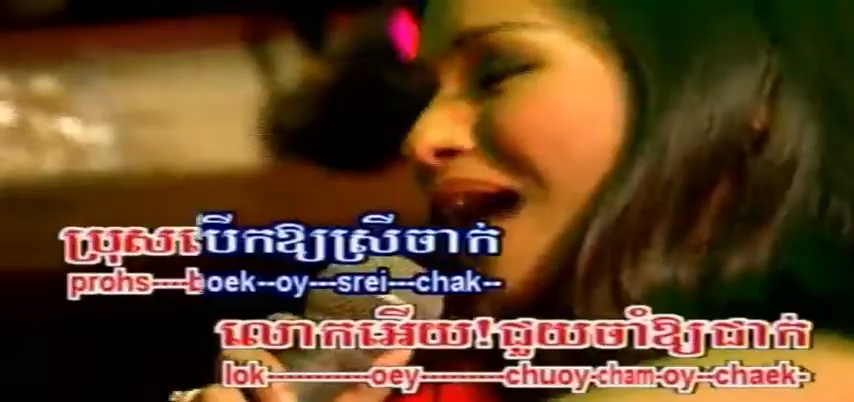 ប្រុសបើកឱ្យស្រីចាក់
prohs----boek--oy---srei---chak--
លោកអើយ!ជួយចាំឱ្យជាក់
lok-----------oey---------chuoy-cham-oy--chaek-